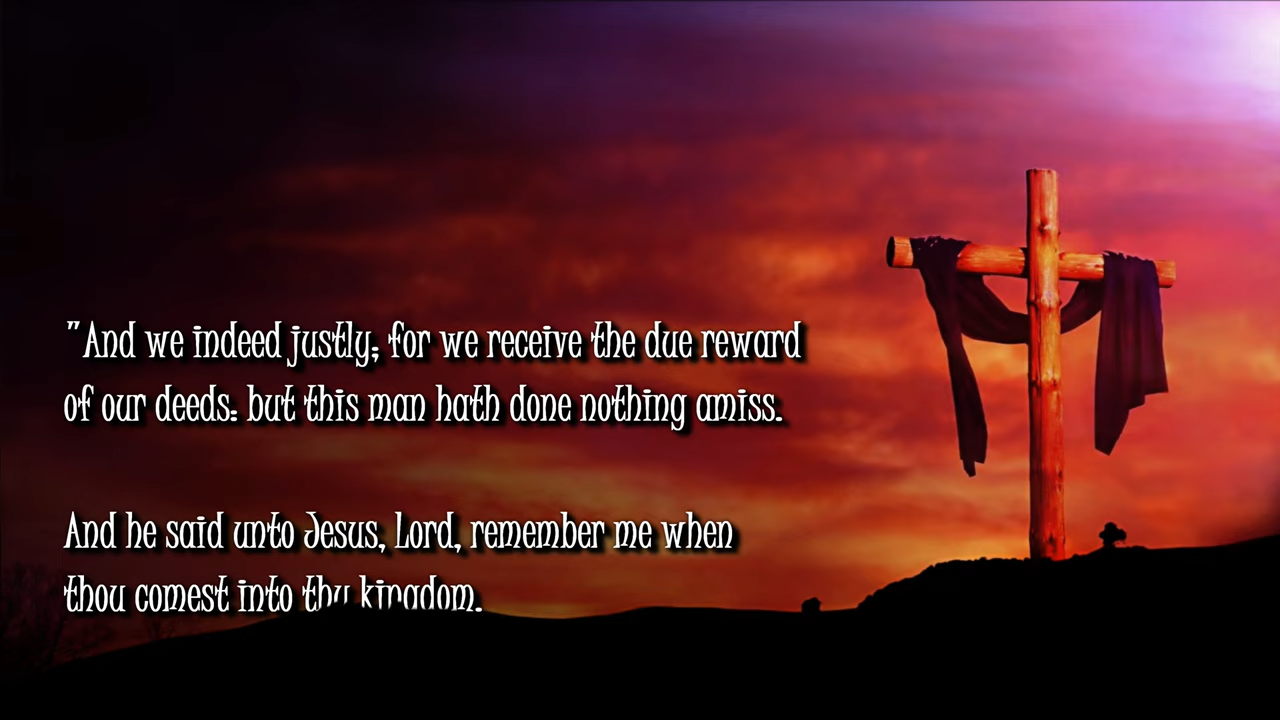 "And we indeed justly; for we receive the due reward
of our deeds: but this man hath done nothing amiss.
And he said unto Jesus, Lord, remember me when
thou comest into thy kingdom.